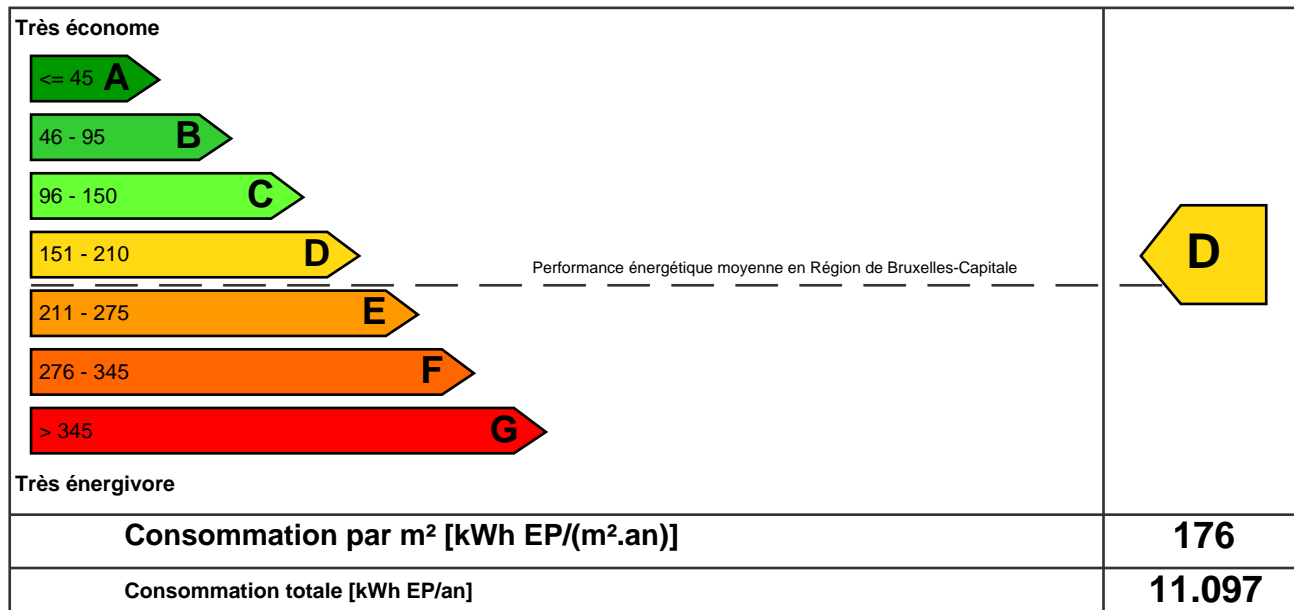 Très économe
<= 45 A
46 - 95 B
96 - 150 C
151 - 210 D
Performance énergétique moyenne en Région de Bruxelles-Capitale
D
211 - 275 E
276 - 345 F
> 345 G
Très énergivore
Consommation par m² [kWh EP/(m².an)] 176
Consommation totale [kWh EP/an] 11.097